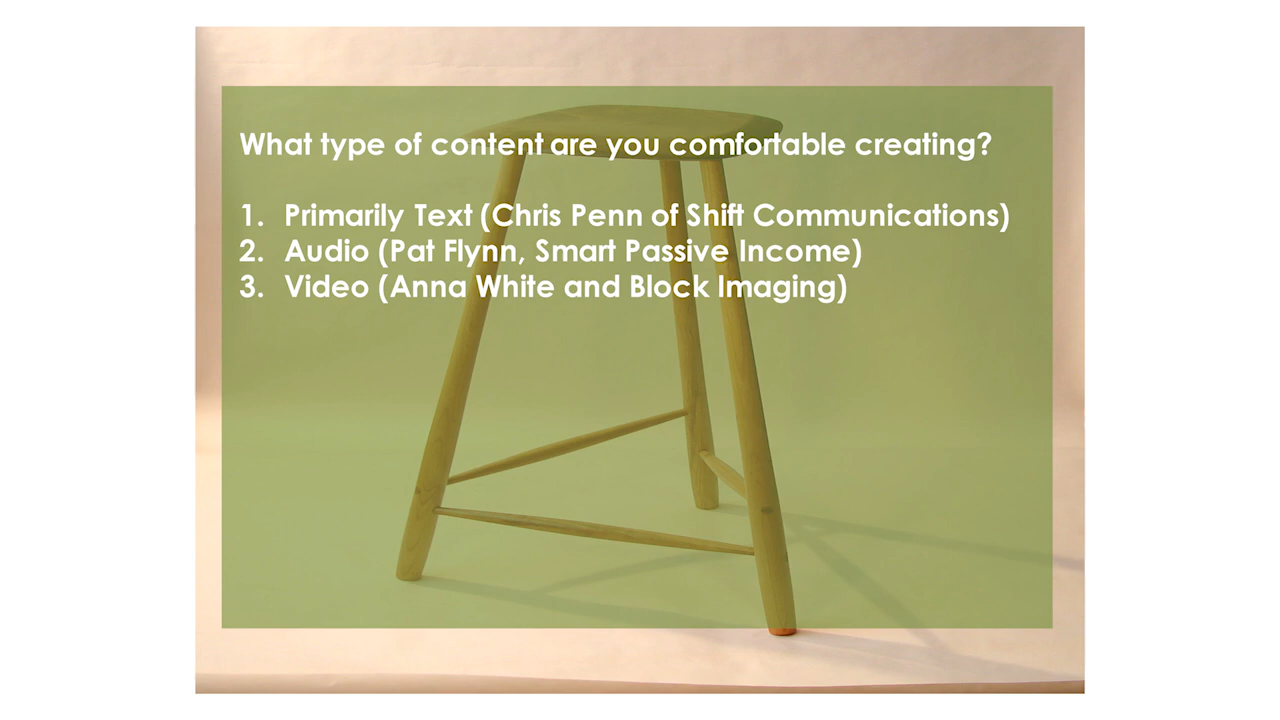 What type of content are you comfortable creating?
1. Primarily Text (Chris Penn of Shift Communications)
2. Audio (Pat Flynn, Smart Passive Income)
3. Video (Anna White and Block Imaging)